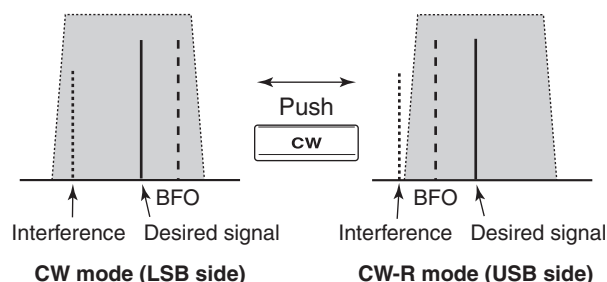 Push
CW
BFO
Interference
Desired signal
CW mode (LSB side)
BFO
Interference
Desired signal
CW-R mode (USB side)